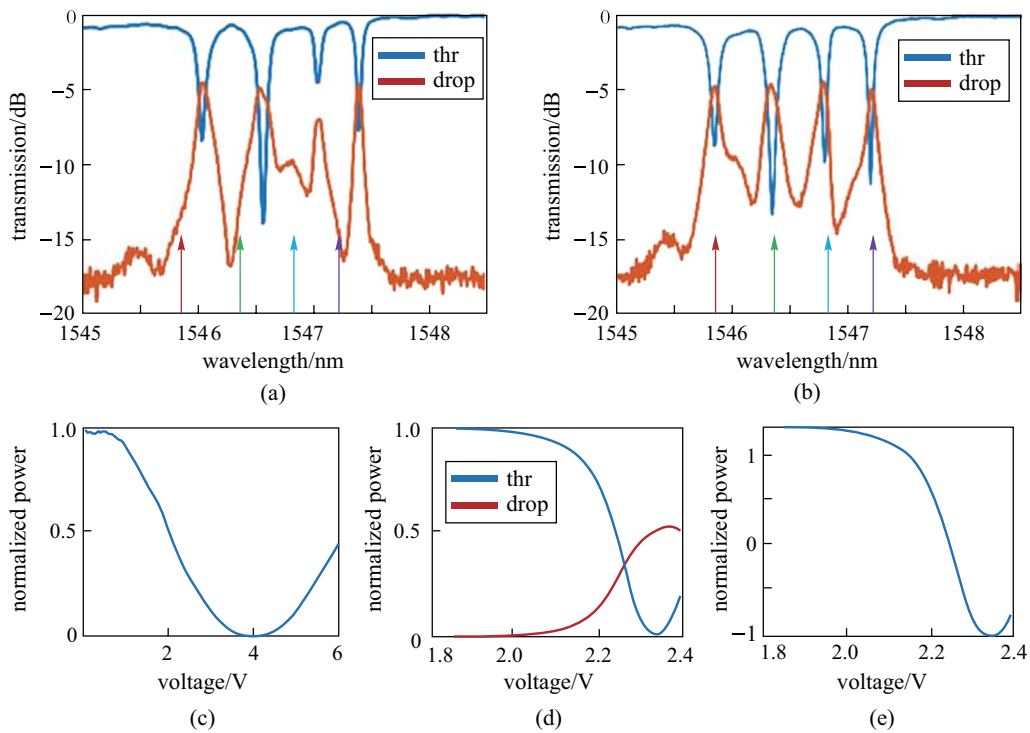 0
−5
−10
−15
−20
transmission/dB
thr
drop
1545
1546
1547
1548
wavelength/nm
(a)
0
−5
−10
−15
−20
transmission/dB
thr
drop
1545
1546
1547
1548
wavelength/nm
(b)
1.0
0.5
0
normalized power
2
4
6
voltage/V
(c)
1.0
0.5
0
normalized power
thr
drop
1.8
2.0
2.2
2.4
voltage/V
(d)
1
0
−1
normalized power
1.8
2.0
2.2
2.4
voltage/V
(e)